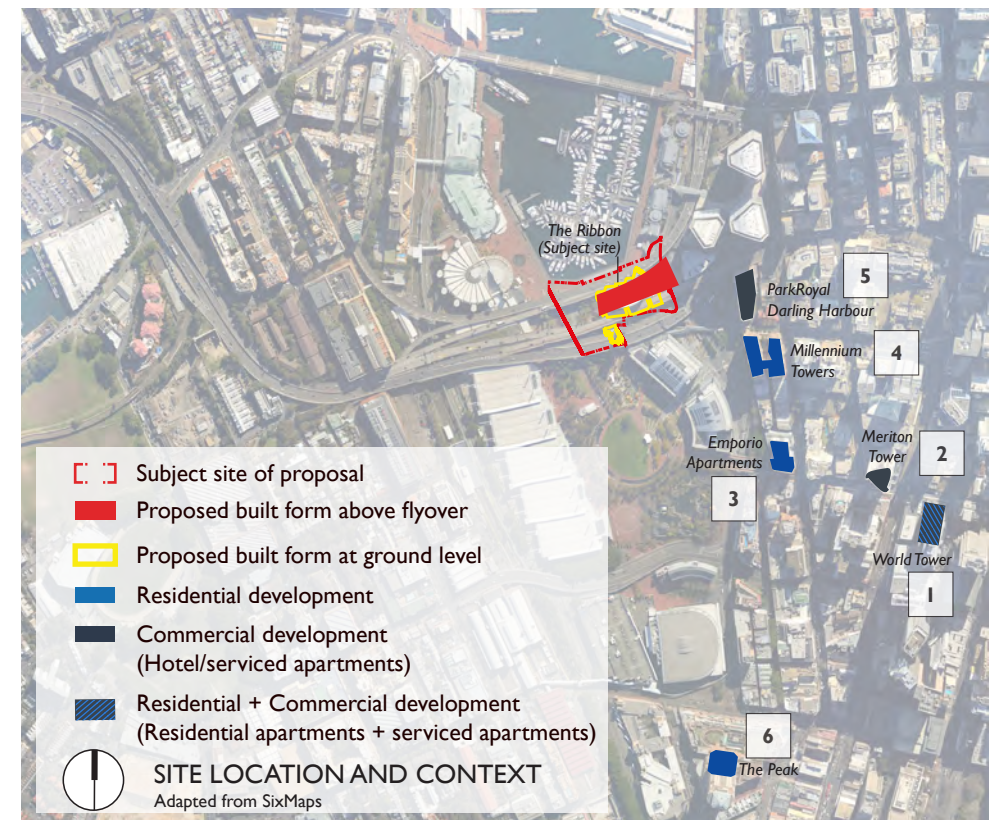 The Ribbon
(Subject site)
5
ParkRoyal
Darling Harbour
4
Millennium
Towers
Emporio
Apartments
3
Meriton
Tower
2
World Tower
1
6
The Peak
Subject site of proposal
Proposed built form above flyover
Proposed built form at ground level
Residential development
Commercial development
(Hotel/serviced apartments)
Residential + Commercial development
(Residential apartments + serviced apartments)
SITE LOCATION AND CONTEXT
Adapted from SixMaps